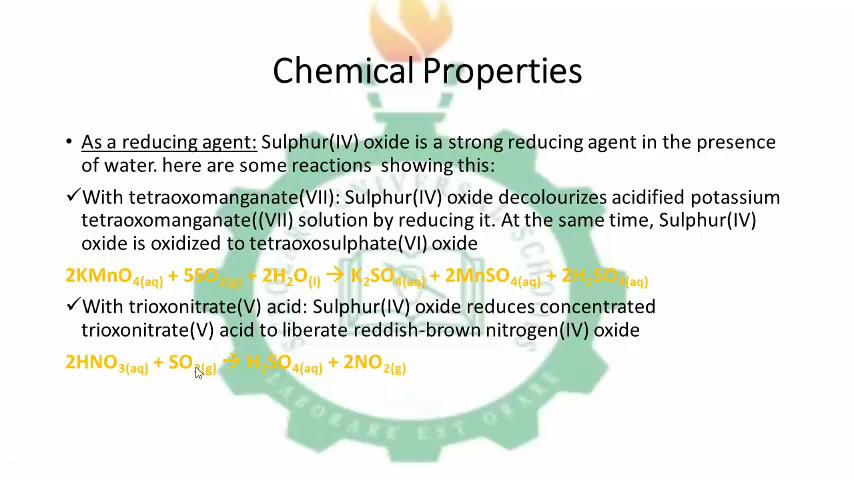 Chemical Properties
• As a reducing agent: Sulphur(IV) oxide is a strong reducing agent in the presence
of water. here are some reactions showing this:
✓With tetraoxomanganate(VII): Sulphur(IV) oxide decolourizes acidified potassium
tetraoxomanganate((VII) solution by reducing it. At the same time, Sulphur(IV)
oxide is oxidized to tetraoxosulphate(VI) oxide
2KMnO₄₍aq₎ + 5SO₂₍g₎ + 2H₂O₍l₎ → K₂SO₄₍aq₎ + 2MnSO₄₍aq₎ + 2H₂SO₄₍aq₎
✓With trioxonitrate(V) acid: Sulphur(IV) oxide reduces concentrated
trioxonitrate(V) acid to liberate reddish-brown nitrogen(IV) oxide
2HNO₃₍aq₎ + SO₂₍g₎ → H₂SO₄₍aq₎ + 2NO₂₍g₎
LABORARE EST ORARE